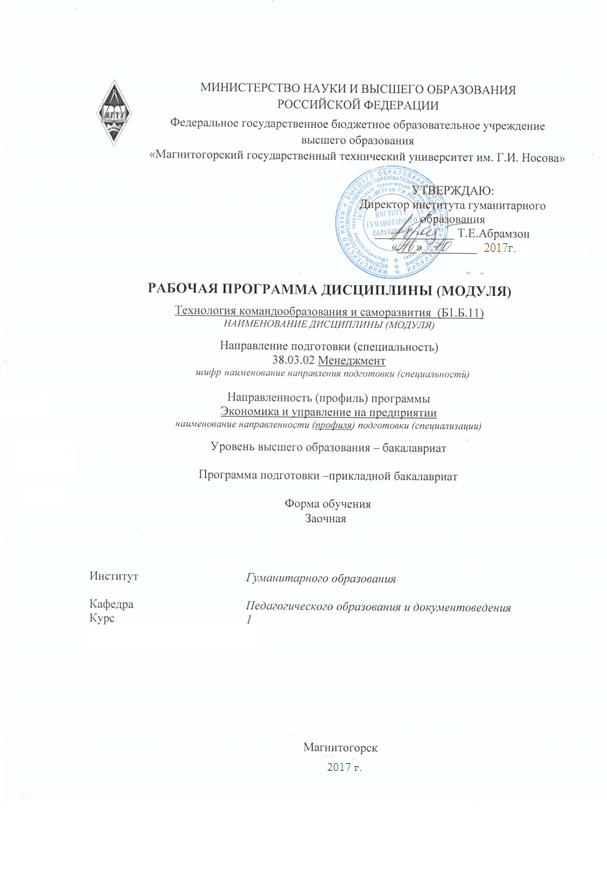 МГТУ
МИНИСТЕРСТВО НАУКИ И ВЫСШЕГО ОБРАЗОВАНИЯ
РОССИЙСКОЙ ФЕДЕРАЦИИ
Федеральное государственное бюджетное образовательное учреждение
высшего образования
«Магнитогорский государственный технический университет им. Г.И. Носова»
УТВЕРЖДАЮ:
Директор института гуманитарного
образования
Т.Е.Абрамзон
2017г.
ИНСТИТУТ
ГУМАНИТАРНОГО
РАБОЧАЯ ПРОГРАММА ДИСЦИПЛИНЫ (МОДУЛЯ)
Технология командообразования и саморазвития (Б1.Б.11)
НАИМЕНОВАНИЕ ДИСЦИПЛИНЫ (МОДУЛЯ)
Направление подготовки (специальность)
38.03.02 Менеджмент
шифр наименование направления подготовки (специальности)
Направленность (профиль) программы
Экономика и управление на предприятии
наименование направленности (профиля) подготовки (специализации)
Уровень высшего образования – бакалавриат
Программа подготовки –прикладной бакалавриат
Форма обучения
Заочная
Институт Гуманитарного образования
Кафедра Педагогического образования и документоведения
Курс 1
Магнитогорск
2017 г.